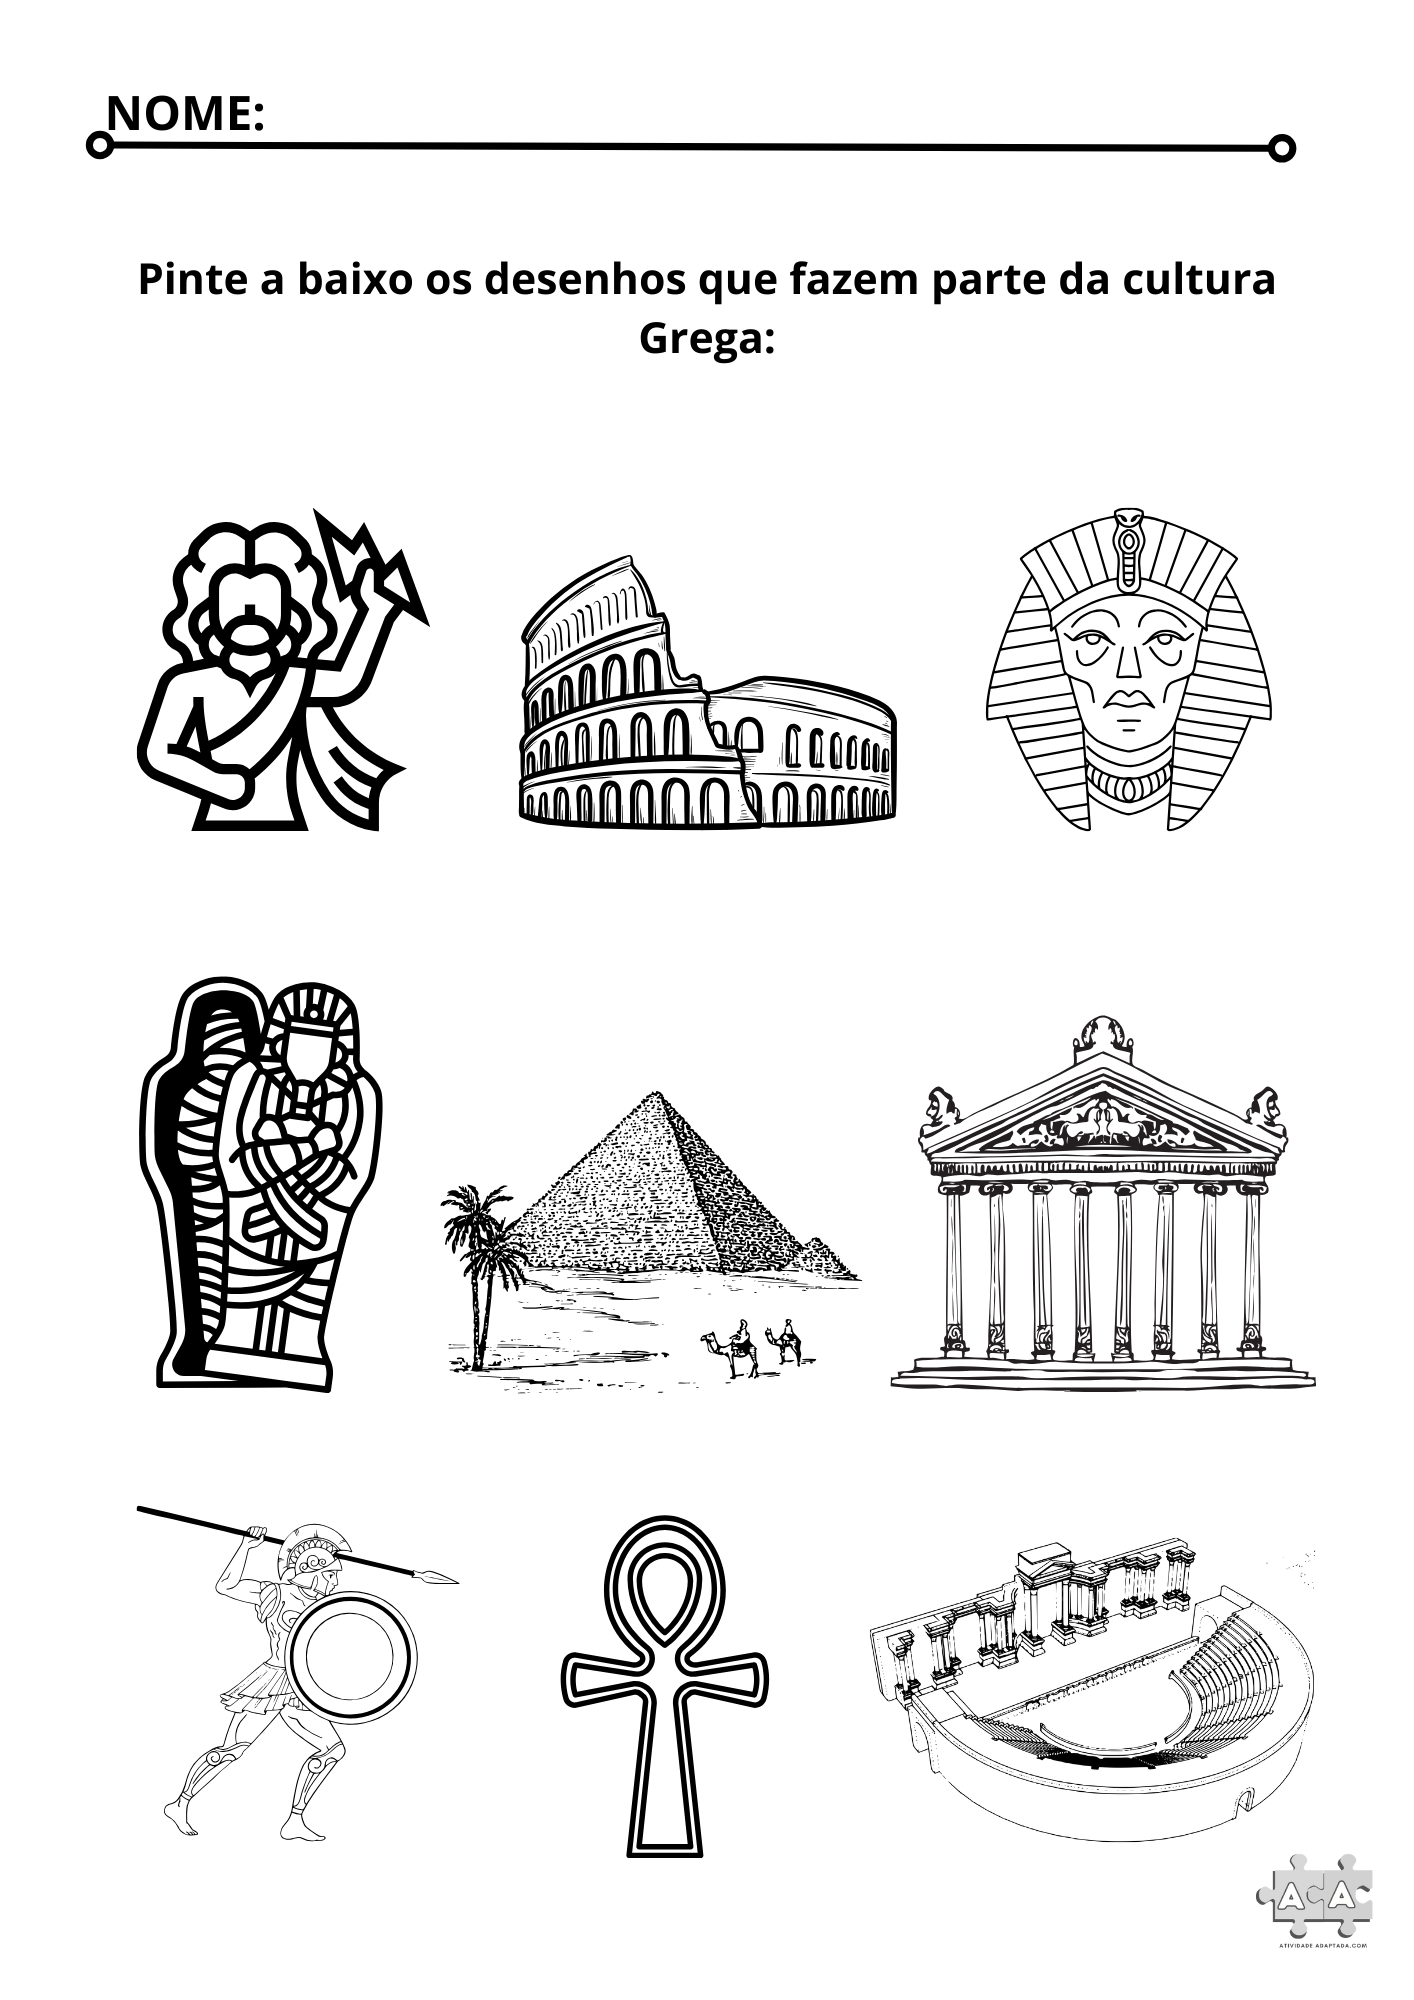 NOME:
Pinte a baixo os desenhos que fazem parte da cultura
Grega:
A A
ATIVIDADE ADAPTADA.COM